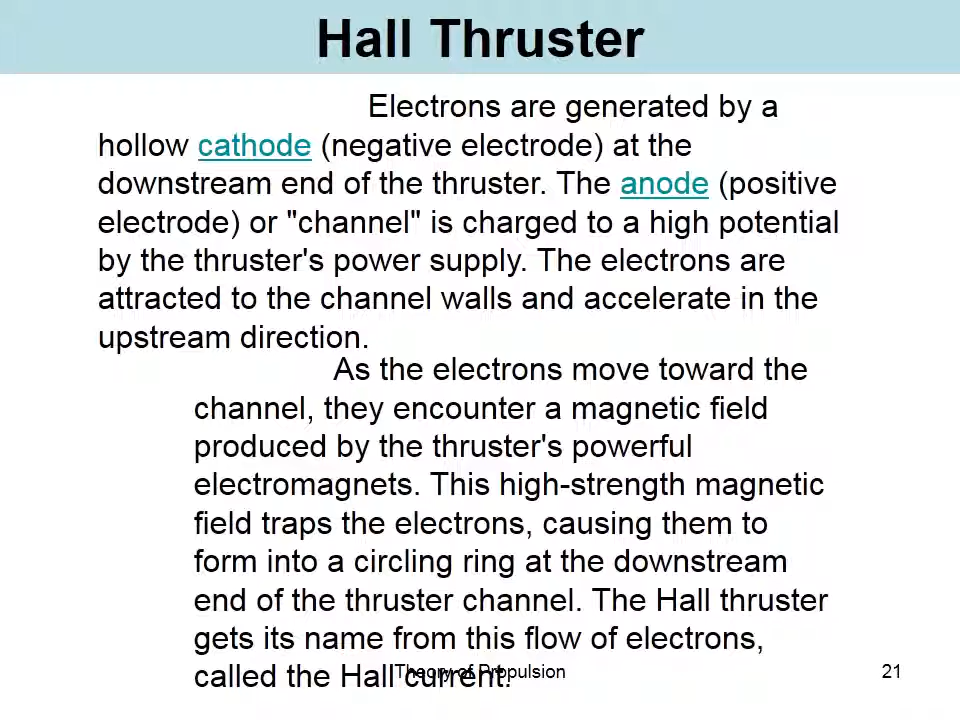 Hall Thruster
Electrons are generated by a
hollow cathode (negative electrode) at the
downstream end of the thruster. The anode (positive
electrode) or "channel" is charged to a high potential
by the thruster's power supply. The electrons are
attracted to the channel walls and accelerate in the
upstream direction.
As the electrons move toward the
channel, they encounter a magnetic field
produced by the thruster's powerful
electromagnets. This high-strength magnetic
field traps the electrons, causing them to
form into a circling ring at the downstream
end of the thruster channel. The Hall thruster
gets its name from this flow of electrons,
called the Hall current.
Theory of Propulsion
21